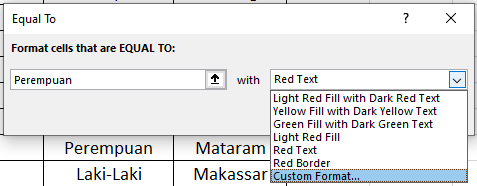 Equal To
Format cells that are EQUAL TO:
Perempuan with Red Text
Light Red Fill with Dark Red Text
Yellow Fill with Dark Yellow Text
Green Fill with Dark Green Text
Light Red Fill
Red Text
Red Border
Custom Format...
Perempuan Mataram
Laki-Laki Makassar